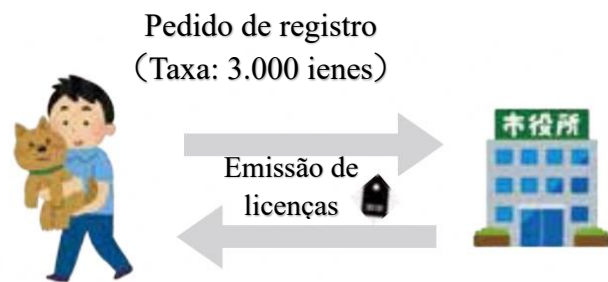 Pedido de registro
（Taxa: 3.000 ienes）
市役所
Emissão de
licenças